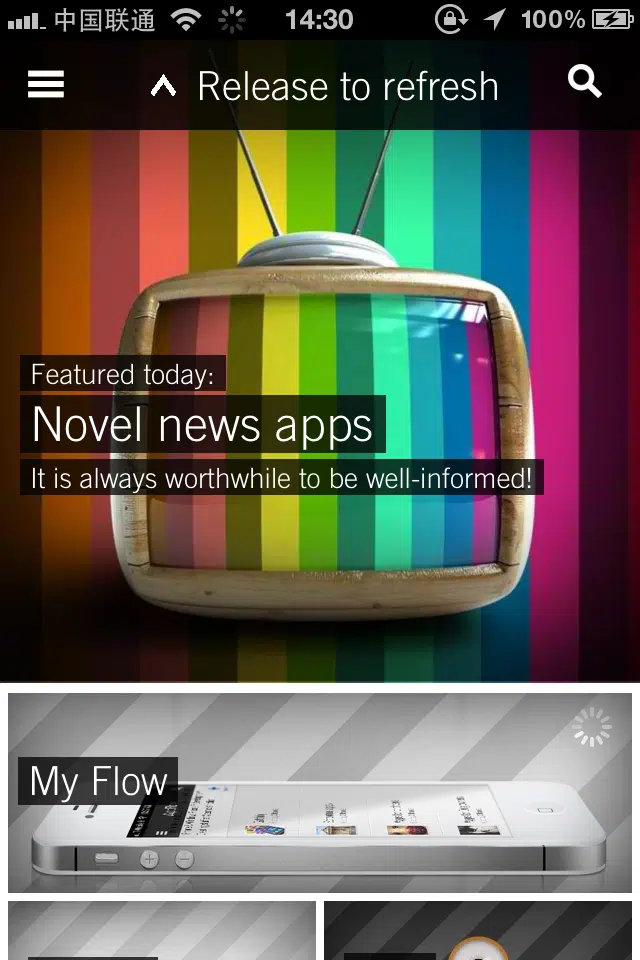 中国联通 14:30 100%
Release to refresh
Featured today:
Novel news apps
It is always worthwhile to be well-informed!
My Flow